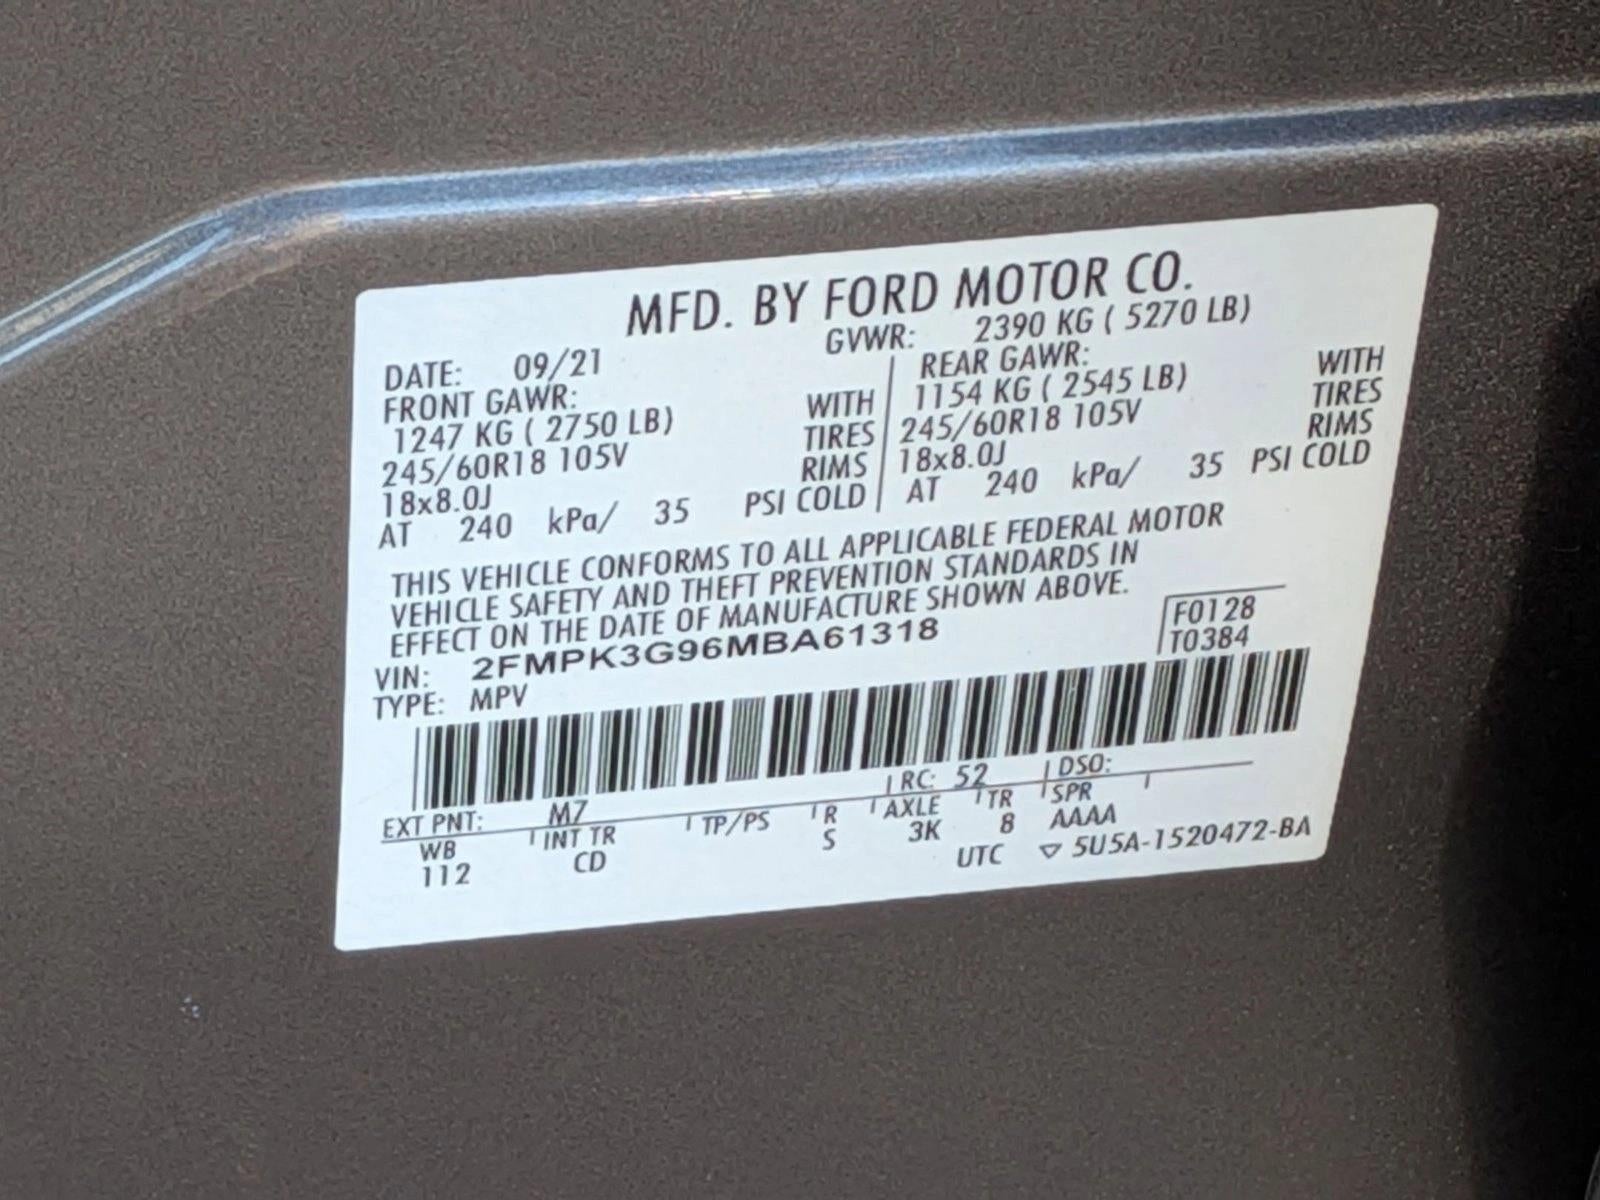 MFD. BY FORD MOTOR CO.
DATE: 09/21 GVWR: 2390 KG ( 5270 LB)
FRONT GAWR: REAR GAWR:
1247 KG ( 2750 LB) WITH 1154 KG ( 2545 LB) WITH
245/60R18 105V TIRES 245/60R18 105V TIRES
18x8.0J RIMS 18x8.0J RIMS
AT 240 kPa/ 35 PSI COLD AT 240 kPa/ 35 PSI COLD
THIS VEHICLE CONFORMS TO ALL APPLICABLE FEDERAL MOTOR
VEHICLE SAFETY AND THEFT PREVENTION STANDARDS IN
EFFECT ON THE DATE OF MANUFACTURE SHOWN ABOVE.
F0128
VIN: 2FMPK3G96MBA61318 T0384
TYPE: MPV
EXT PNT: M7 RC: 52 DSO:
WB INT TR TP/PS R AXLE TR SPR
112 CD S 3K 8 AAAA
UTC ▽ 5U5A-1520472-BA